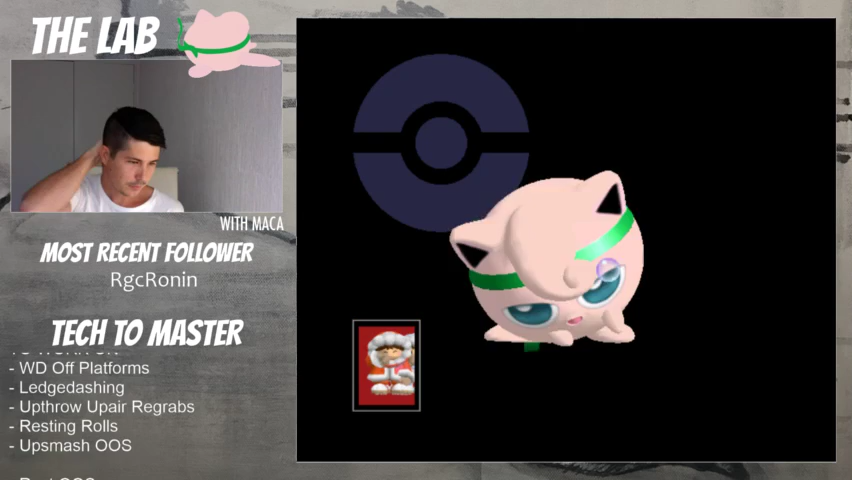 THE LAB
WITH MACA
MOST RECENT FOLLOWER
RgcRonin
TECH TO MASTER
- WD Off Platforms
- Ledgedashing
- Upthrow Upair Regrabs
- Resting Rolls
- Upsmash OOS